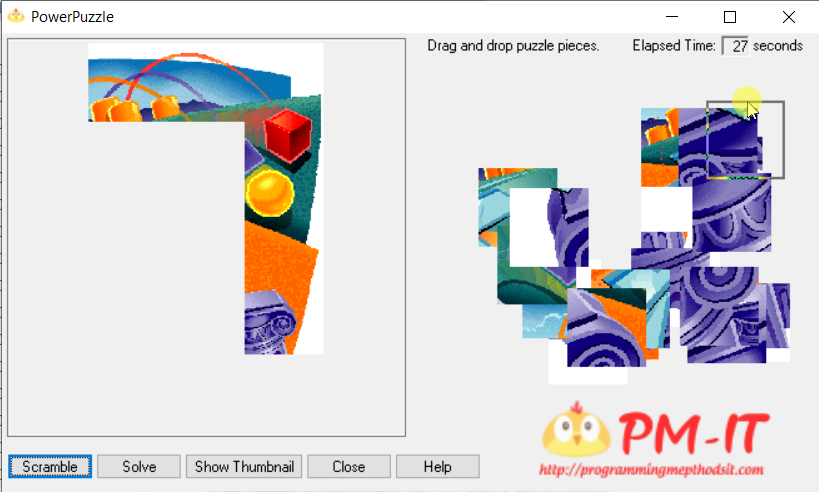 PowerPuzzle
Drag and drop puzzle pieces. Elapsed Time: 27 seconds
PM-IT
http://programmingmepthodsit.com
Scramble Solve Show Thumbnail Close Help